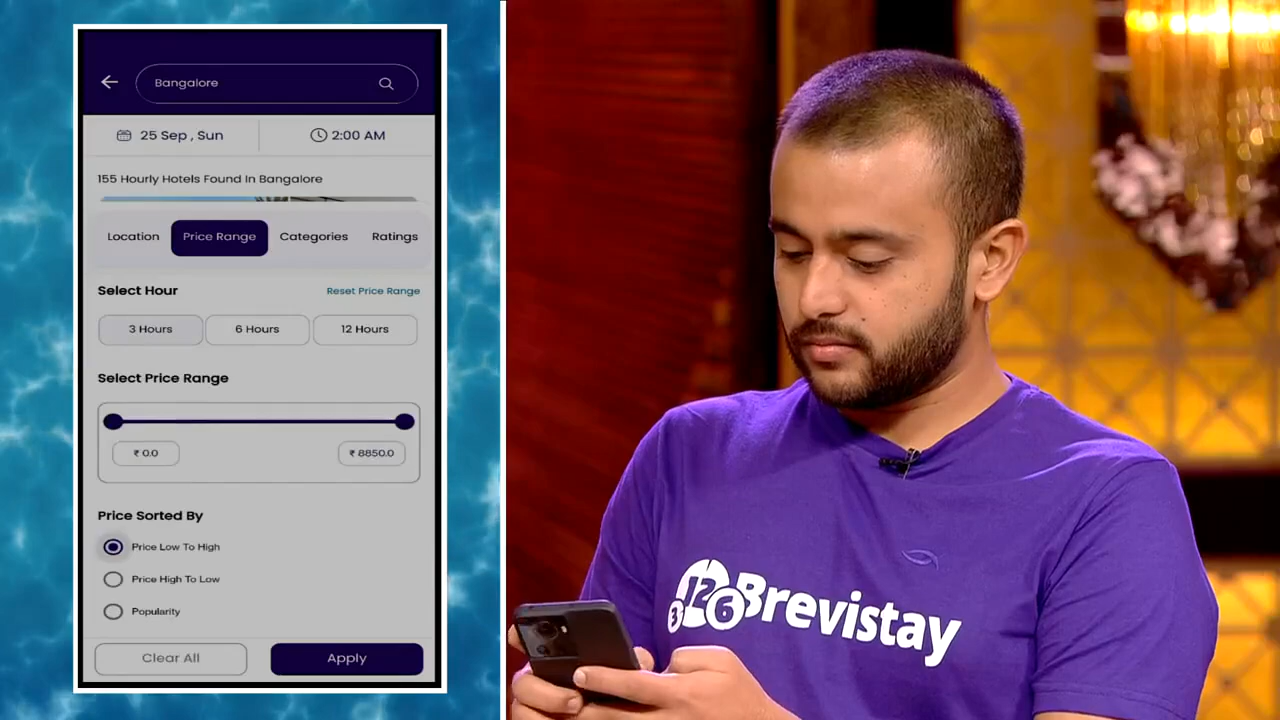 Bangalore
25 Sep , Sun
2:00 AM
155 Hourly Hotels Found In Bangalore
Location Price Range Categories Ratings
Select Hour Reset Price Range
3 Hours 6 Hours 12 Hours
Select Price Range
₹ 0.0 ₹ 8850.0
Price Sorted By
Price Low To High
Price High To Low
Popularity
Clear All Apply
3 12 6 Brevistay